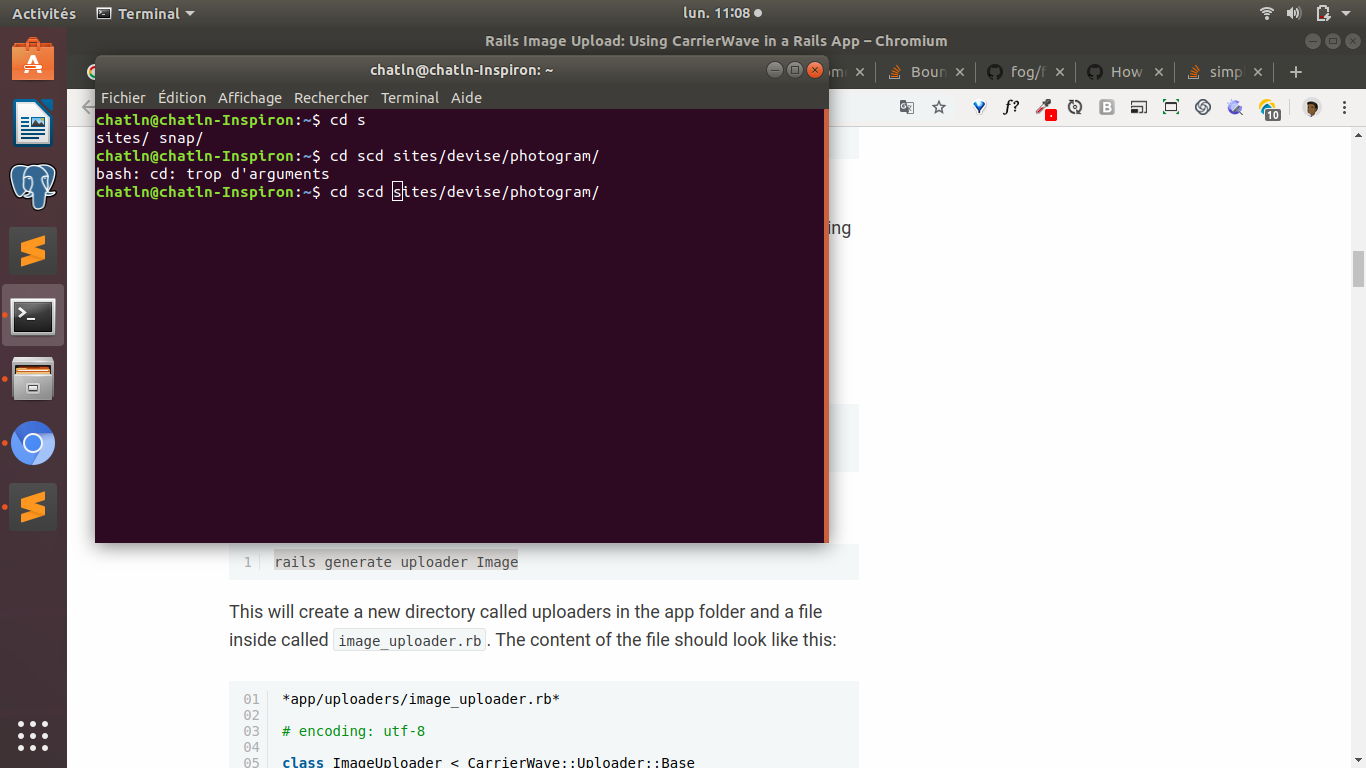 Activités Terminal lun. 11:08
Rails Image Upload: Using CarrierWave in a Rails App – Chromium
chatln@chatln-Inspiron: ~
Boun fog/f How simp
Fichier Édition Affichage Rechercher Terminal Aide
f?
10
chatln@chatln-Inspiron:~$ cd s
sites/ snap/
chatln@chatln-Inspiron:~$ cd scd sites/devise/photogram/
bash: cd: trop d'arguments
chatln@chatln-Inspiron:~$ cd scd sites/devise/photogram/
ing
1 rails generate uploader Image
This will create a new directory called uploaders in the app folder and a file
inside called image_uploader.rb. The content of the file should look like this:
01 *app/uploaders/image_uploader.rb*
02
03 # encoding: utf-8
04
05 class ImageUploader < CarrierWave::Uploader::Base